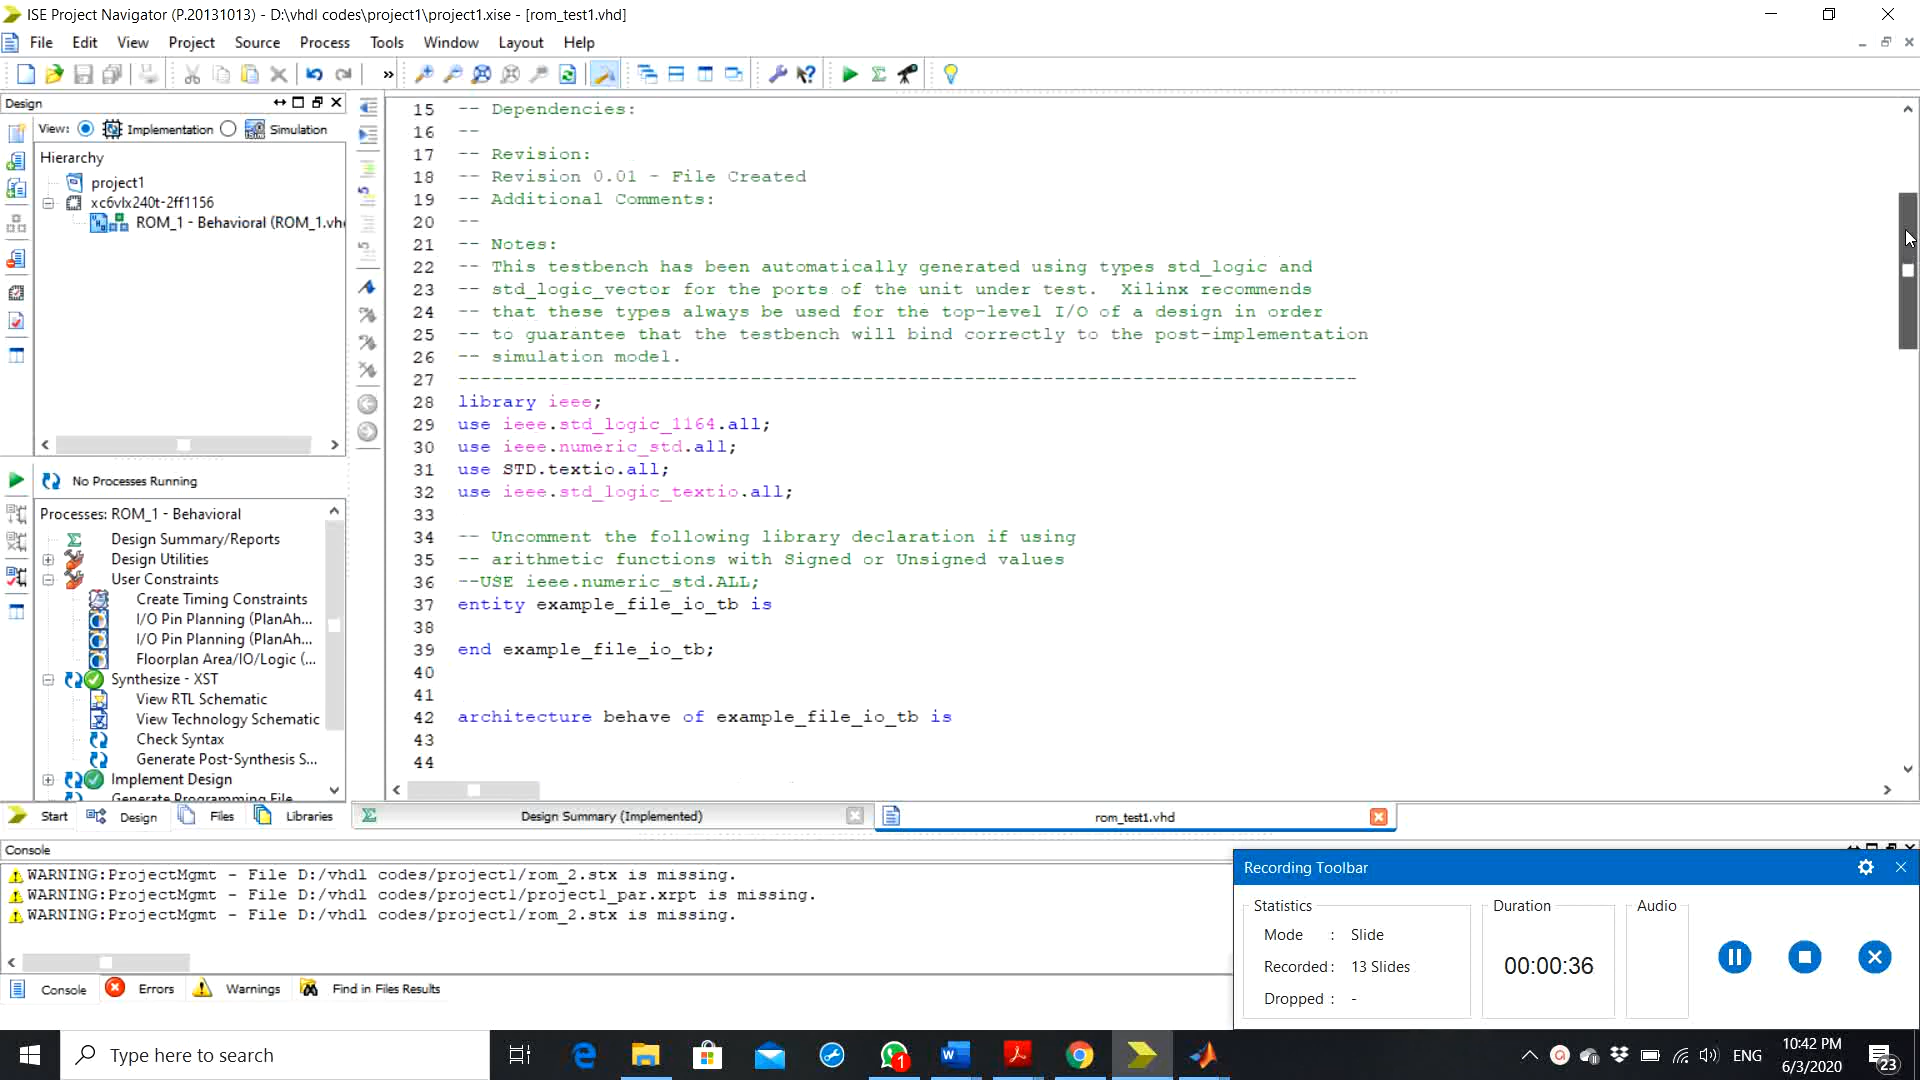 ISE Project Navigator (P.20131013) - D:\vhdl codes\project1\project1.xise - [rom_test1.vhd]
File Edit View Project Source Process Tools Window Layout Help
Design
View: Implementation Simulation
Hierarchy
project1
xc6vlx240t-2ff1156
ROM_1 - Behavioral (ROM_1.vh
No Processes Running
Processes: ROM_1 - Behavioral
Design Summary/Reports
Design Utilities
User Constraints
Create Timing Constraints
I/O Pin Planning (PlanAh...
I/O Pin Planning (PlanAh...
Floorplan Area/IO/Logic (...
Synthesize - XST
View RTL Schematic
View Technology Schematic
Check Syntax
Generate Post-Synthesis S...
Implement Design
Generate Programming File
Start Design Files Libraries
15 -- Dependencies:
16 --
17 -- Revision:
18 -- Revision 0.01 - File Created
19 -- Additional Comments:
20 --
21 -- Notes:
22 -- This testbench has been automatically generated using types std_logic and
23 -- std_logic_vector for the ports of the unit under test.  Xilinx recommends
24 -- that these types always be used for the top-level I/O of a design in order
25 -- to guarantee that the testbench will bind correctly to the post-implementation
26 -- simulation model.
27 --------------------------------------------------------------------------------
28 library ieee;
29 use ieee.std_logic_1164.all;
30 use ieee.numeric_std.all;
31 use STD.textio.all;
32 use ieee.std_logic_textio.all;
33
34 -- Uncomment the following library declaration if using
35 -- arithmetic functions with Signed or Unsigned values
36 --USE ieee.numeric_std.ALL;
37 entity example_file_io_tb is
38
39 end example_file_io_tb;
40
41
42 architecture behave of example_file_io_tb is
43
44
Design Summary (Implemented) rom_test1.vhd
Console
WARNING:ProjectMgmt - File D:/vhdl codes/project1/rom_2.stx is missing.
WARNING:ProjectMgmt - File D:/vhdl codes/project1/project1_par.xrpt is missing.
WARNING:ProjectMgmt - File D:/vhdl codes/project1/rom_2.stx is missing.
Console Errors Warnings Find in Files Results
Recording Toolbar
Statistics
Mode : Slide
Recorded : 13 Slides
Dropped : -
Duration
00:00:36
Audio
Type here to search
1
ENG
10:42 PM
6/3/2020
23